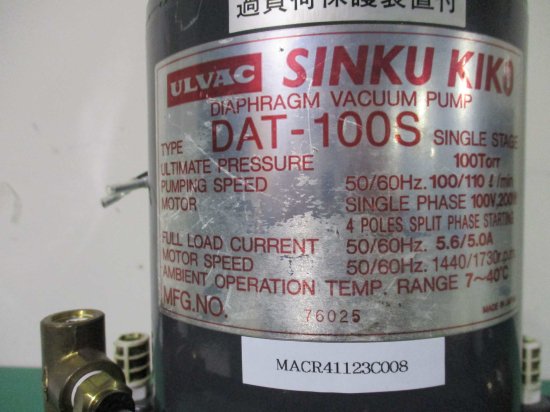 過負荷保護装置付
ULVAC SINKU KIKO
DIAPHRAGM VACUUM PUMP
TYPE DAT-100S SINGLE STAGE
ULTIMATE PRESSURE 100Torr
PUMPING SPEED 50/60Hz. 100/110 ℓ/min
MOTOR SINGLE PHASE 100V, 200V
4 POLES SPLIT PHASE STARTING
FULL LOAD CURRENT 50/60Hz. 5.6/5.0A
MOTOR SPEED 50/60Hz. 1440/1730r.p.m.
AMBIENT OPERATION TEMP. RANGE 7~40℃
MFG.NO. 76025
MADE IN JAPAN
MACR41123C008